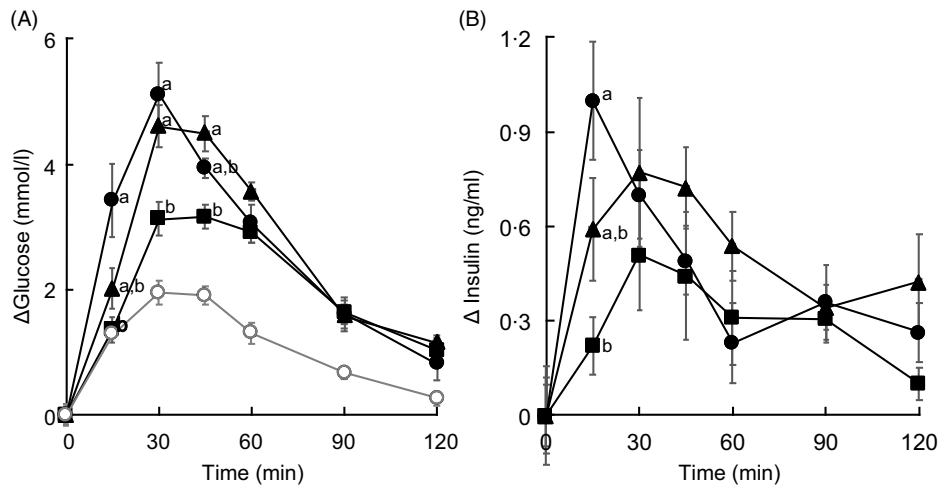 (A)
6
4
2
0
ΔGlucose (mmol/l)
a
a
a
a,b
a
a,b
b
b
b
0 30 60 90 120
Time (min)
(B)
1·2
0·9
0·6
0·3
0
Δ Insulin (ng/ml)
a
a,b
b
0 30 60 90 120
Time (min)